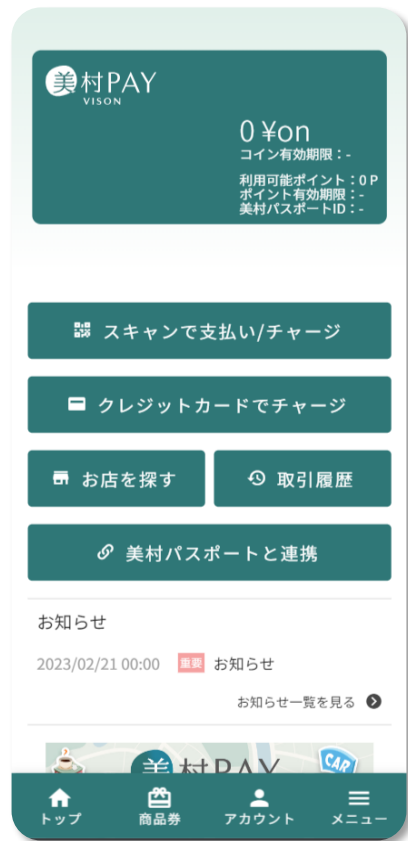 美村PAY
VISON
0 ¥on
コイン有効期限：-
利用可能ポイント：0 P
ポイント有効期限：-
美村パスポートID：-
スキャンで支払い/チャージ
クレジットカードでチャージ
お店を探す
取引履歴
美村パスポートと連携
お知らせ
2023/02/21 00:00 重要 お知らせ
お知らせ一覧を見る
美村PAY
CAR
トップ
商品券
アカウント
メニュー